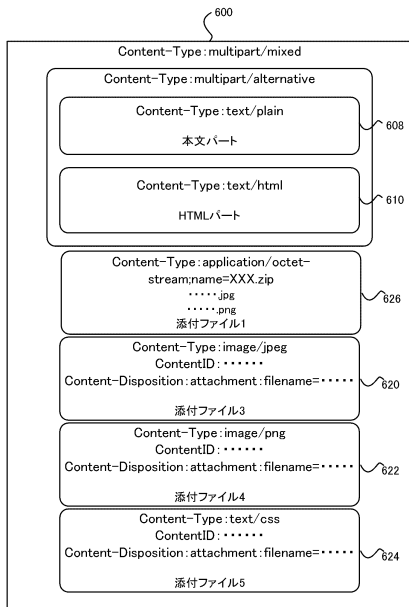 600
Content-Type:multipart/mixed
Content-Type:multipart/alternative
Content-Type:text/plain
本文パート
608
Content-Type:text/html
HTMLパート
610
Content-Type:application/octet-
stream;name=XXX.zip
・・・・・.jpg
・・・・・.png
添付ファイル1
626
Content-Type:image/jpeg
ContentID:・・・・・・
Content-Disposition:attachment:filename=・・・・・
添付ファイル3
620
Content-Type:image/png
ContentID:・・・・・・
Content-Disposition:attachment:filename=・・・・・
添付ファイル4
622
Content-Type:text/css
ContentID:・・・・・・
Content-Disposition:attachment:filename=・・・・・
添付ファイル5
624